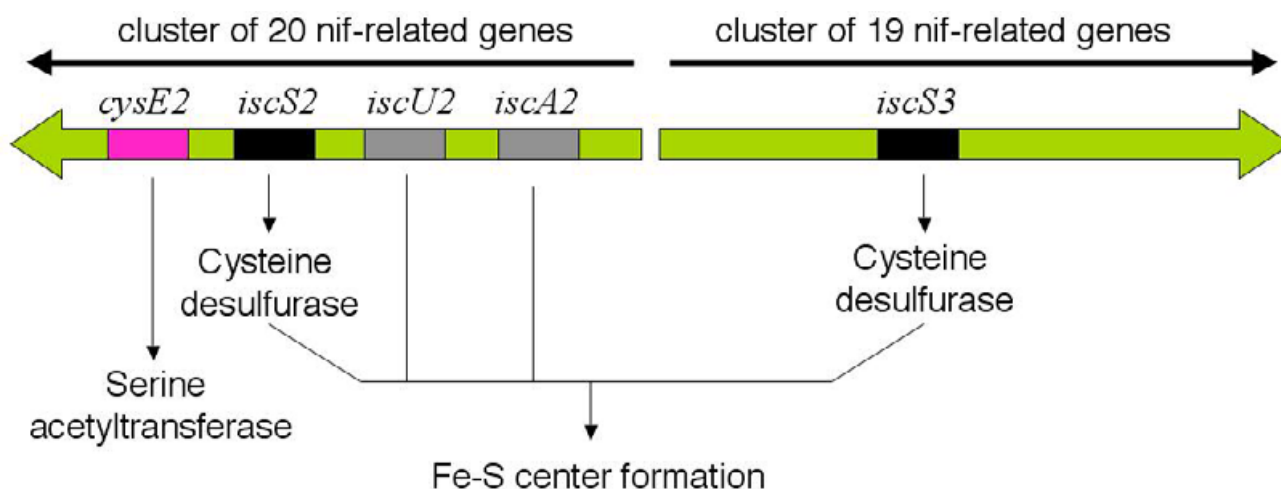 cluster of 20 nif-related genes
cluster of 19 nif-related genes
cysE2
iscS2
iscU2
iscA2
iscS3
Cysteine
desulfurase
Cysteine
desulfurase
Serine
acetyltransferase
Fe-S center formation